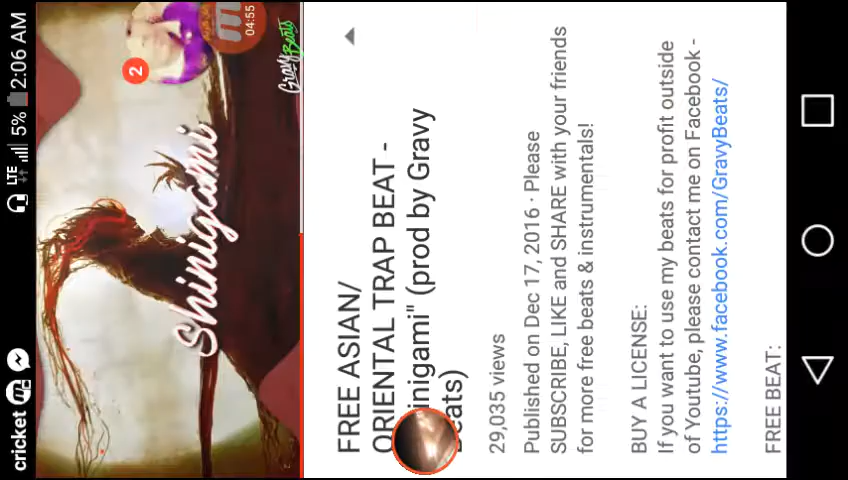 cricket LTE 5% 2:06 AM
2
04:55
Gravy
Beats
Shinigami
FREE ASIAN/
ORIENTAL TRAP BEAT -
inigami" (prod by Gravy
eats)
29,035 views
Published on Dec 17, 2016 · Please
SUBSCRIBE, LIKE and SHARE with your friends
for more free beats & instrumentals!
BUY A LICENSE:
If you want to use my beats for profit outside
of Youtube, please contact me on Facebook -
https://www.facebook.com/GravyBeats/
FREE BEAT: